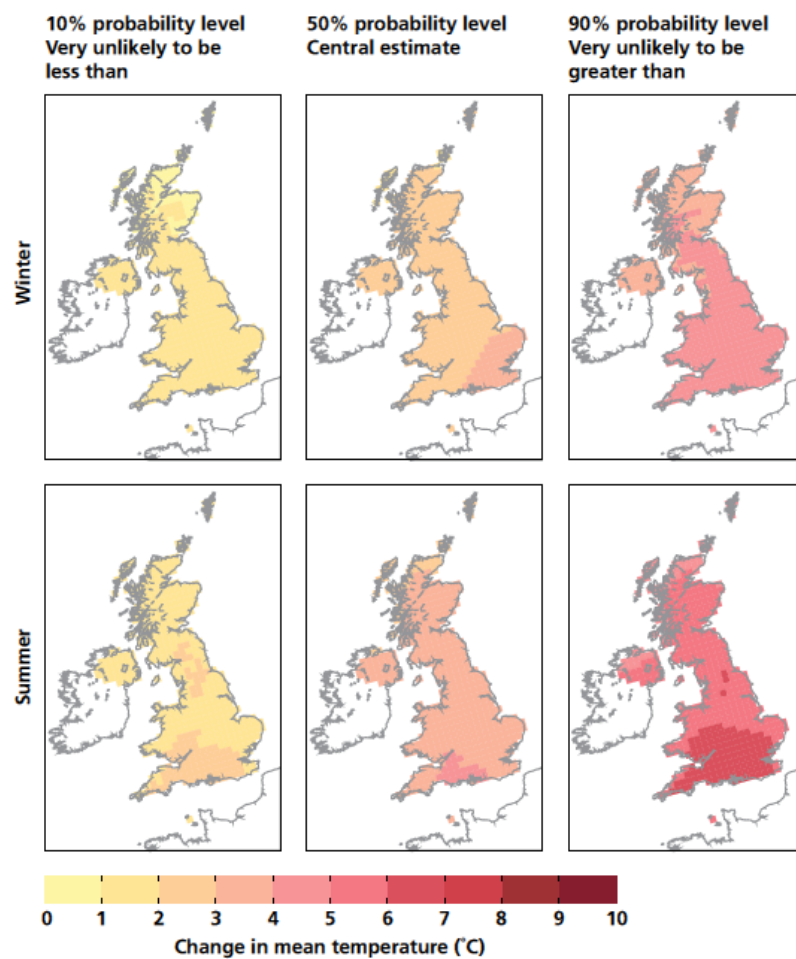 10% probability level
Very unlikely to be
less than
50% probability level
Central estimate
90% probability level
Very unlikely to be
greater than
Winter
Summer
0 1 2 3 4 5 6 7 8 9 10
Change in mean temperature (˚C)